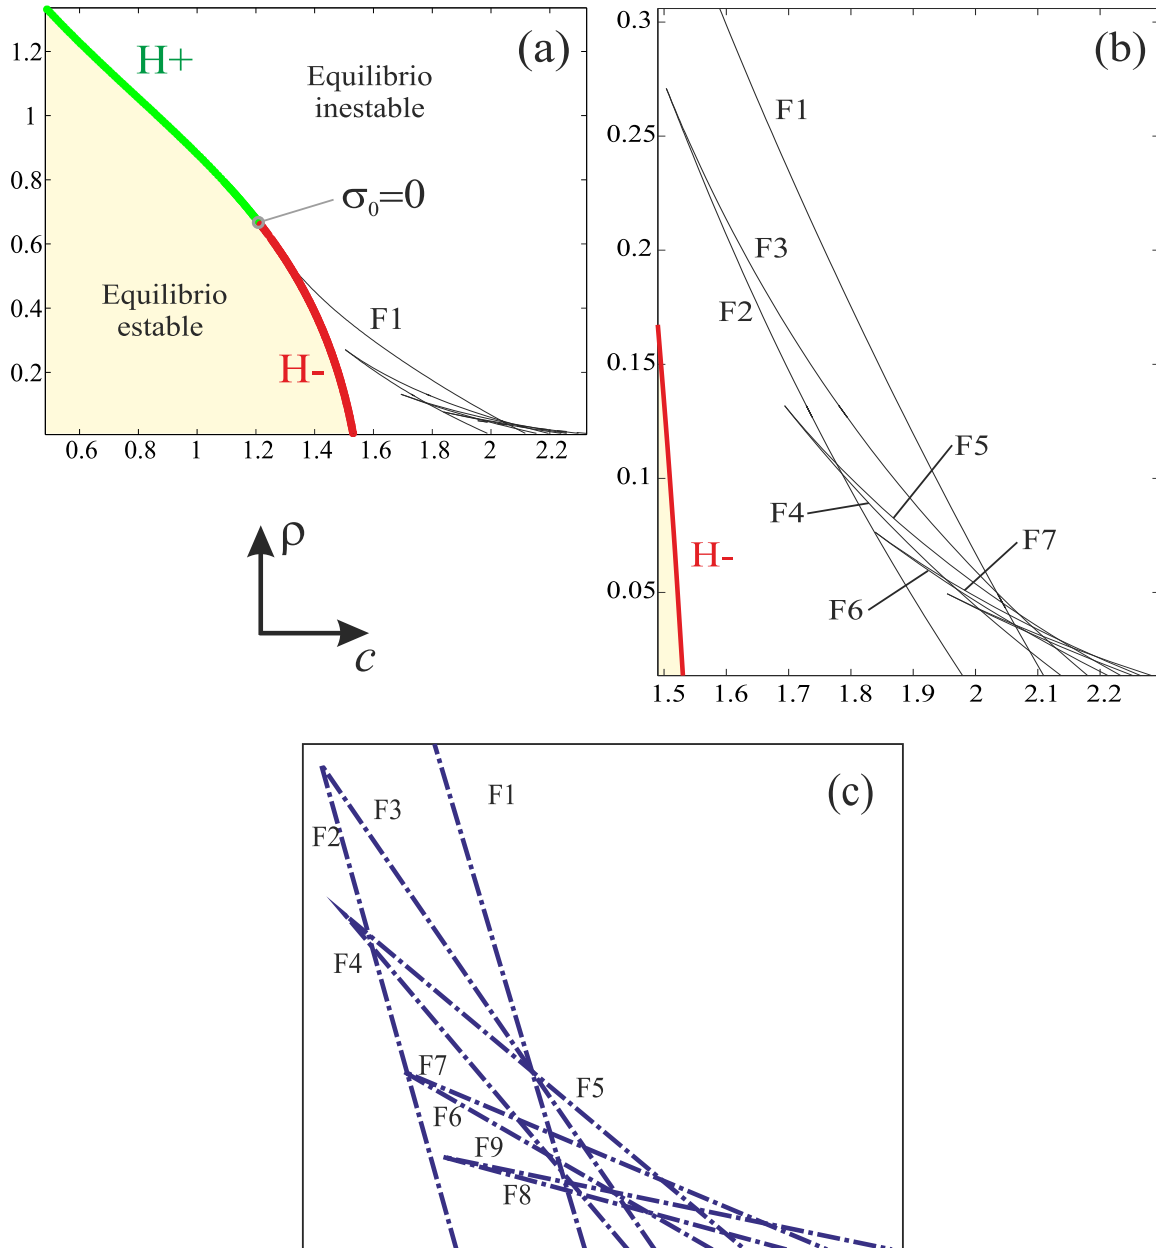 (a)
H+
Equilibrio
inestable
σ₀=0
Equilibrio
estable
F1
H-
1.2
1
0.8
0.6
0.4
0.2
0.6
0.8
1
1.2
1.4
1.6
1.8
2
2.2
ρ
c
(b)
0.3
0.25
0.2
0.15
0.1
0.05
F1
F3
F2
F5
F4
F7
H-
F6
1.5
1.6
1.7
1.8
1.9
2
2.1
2.2
(c)
F1
F3
F2
F4
F7
F5
F6
F9
F8